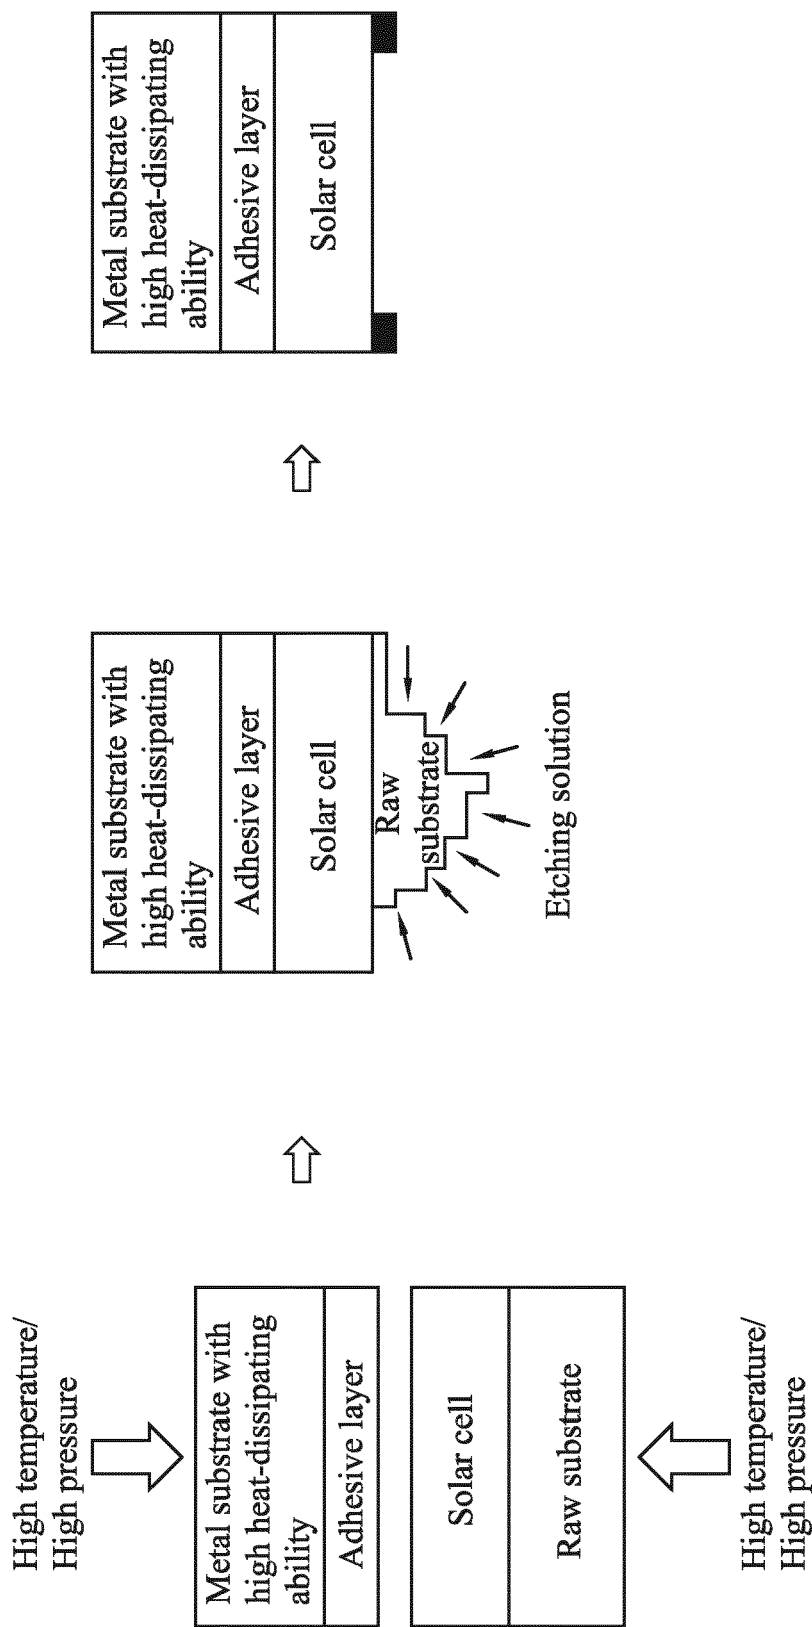 High temperature/
High pressure
Metal substrate with
high heat-dissipating
ability
Adhesive layer
Solar cell
Raw substrate
High temperature/
High pressure
Metal substrate with
high heat-dissipating
ability
Adhesive layer
Solar cell
Raw
substrate
Etching solution
Metal substrate with
high heat-dissipating
ability
Adhesive layer
Solar cell